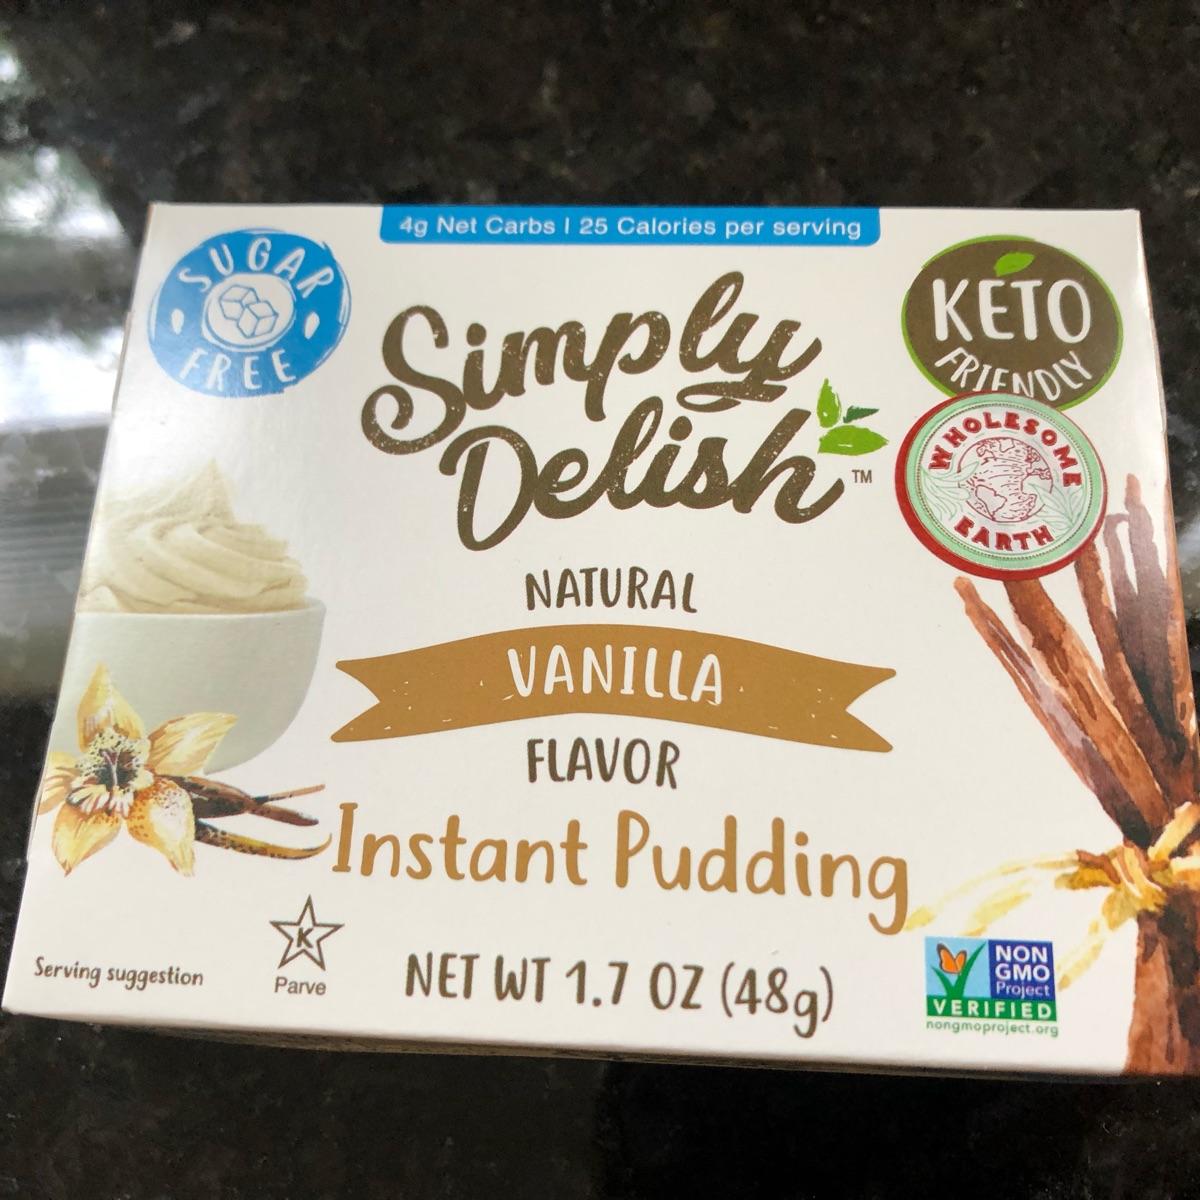 4g Net Carbs | 25 Calories per serving
SUGAR
FREE
Simply
Delish™
KETO
FRIENDLY
WHOLESOME
EARTH
NATURAL
VANILLA
FLAVOR
Instant Pudding
Serving suggestion
K
Parve
NET WT 1.7 OZ (48g)
NON
GMO
Project
VERIFIED
nongmoproject.org